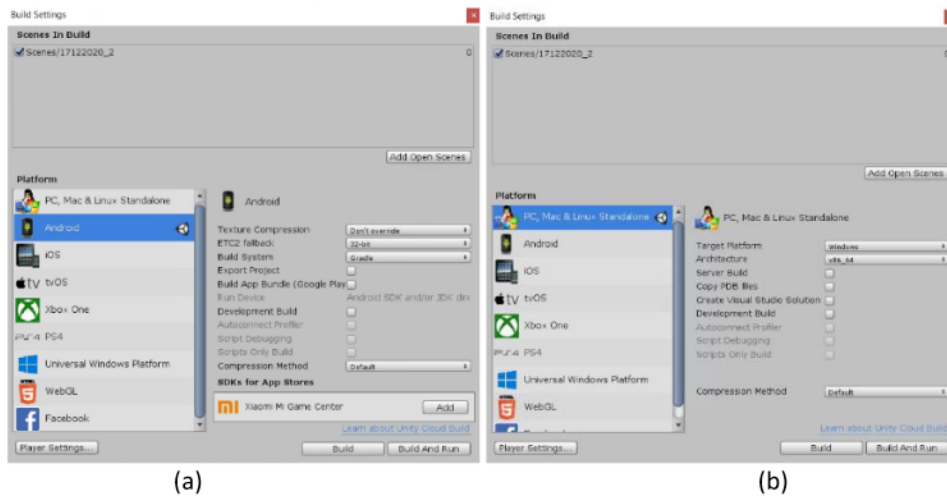 Build Settings
Scenes In Build
Scenes/17122020_2 0
Add Open Scenes
Platform
PC, Mac & Linux Standalone
Android
iOS
tv tvOS
Xbox One
PS4 PS4
Universal Windows Platform
WebGL
Facebook
Android
Texture Compression Don't override
ETC2 fallback 32-bit
Build System Gradle
Export Project
Build App Bundle (Google Play
Run Device Android SDK and/or JDK
Development Build
Autoconnect Profiler
Script Debugging
Scripts Only Build
Compression Method Default
SDKs for App Stores
mi Xiaomi Mi Game Center Add
Learn about Unity Cloud Build
Player Settings... Build Build And Run
(a)
Build Settings
Scenes In Build
Scenes/17122020_2
Add Open Scenes
Platform
PC, Mac & Linux Standalone
Android
iOS
tv tvOS
Xbox One
PS4 PS4
Universal Windows Platform
WebGL
PC, Mac & Linux Standalone
Target Platform Windows
Architecture x86_64
Server Build
Copy PDB files
Create Visual Studio Solution
Development Build
Autoconnect Profiler
Script Debugging
Scripts Only Build
Compression Method Default
Learn about Unity Cloud Build
Player Settings... Build Build And Run
(b)